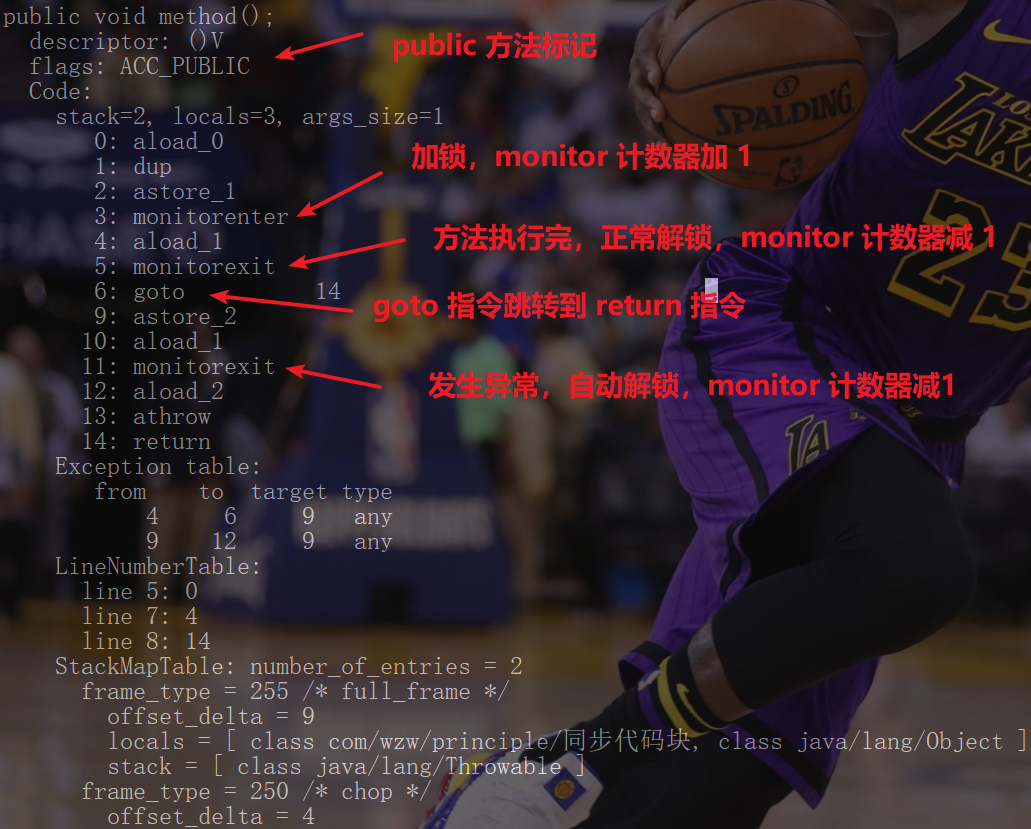 public void method();
descriptor: ()V
public 方法标记
flags: ACC_PUBLIC
Code:
stack=2, locals=3, args_size=1
0: aload_0
1: dup
加锁，monitor 计数器加 1
2: astore_1
3: monitorenter
4: aload_1
方法执行完，正常解锁，monitor 计数器减 1
5: monitorexit
6: goto 14
goto 指令跳转到 return 指令
9: astore_2
10: aload_1
11: monitorexit
发生异常，自动解锁，monitor 计数器减1
12: aload_2
13: athrow
14: return
Exception table:
from to target type
4 6 9 any
9 12 9 any
LineNumberTable:
line 5: 0
line 7: 4
line 8: 14
StackMapTable: number_of_entries = 2
frame_type = 255 /* full_frame */
offset_delta = 9
locals = [ class com/wzw/principle/同步代码块, class java/lang/Object ]
stack = [ class java/lang/Throwable ]
frame_type = 250 /* chop */
offset_delta = 4
SPALDING
LAKE
23
LA